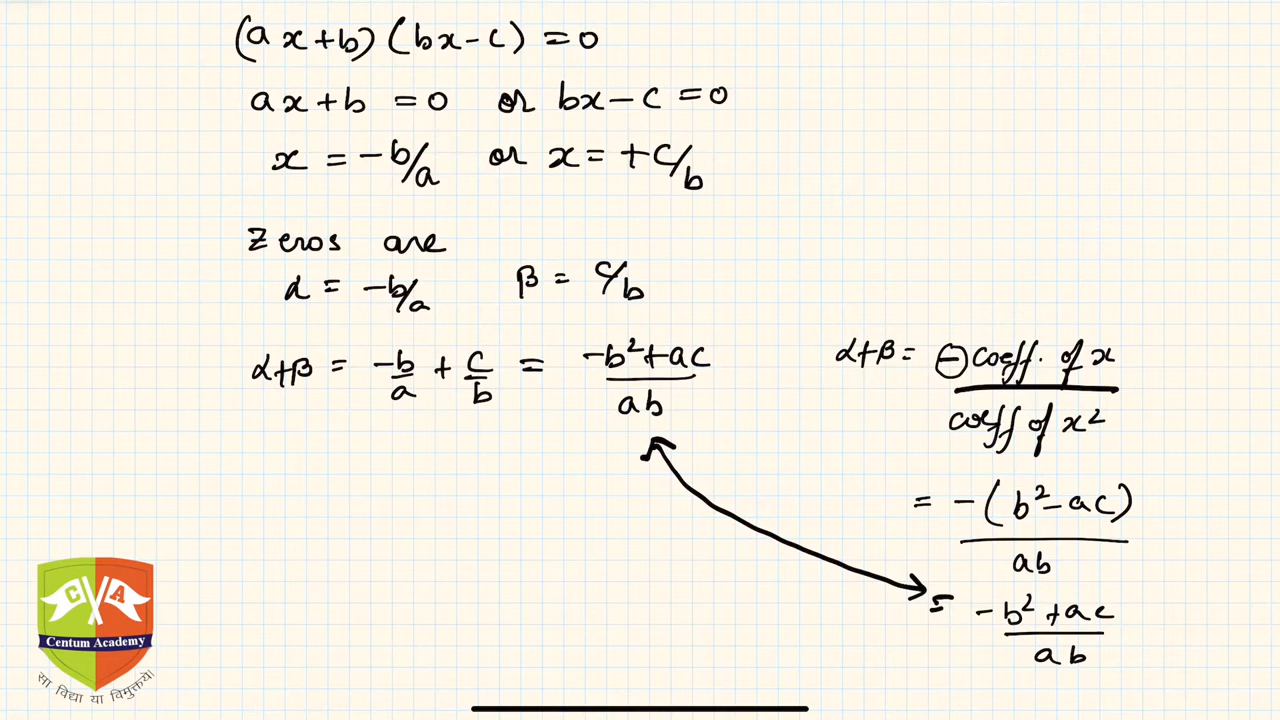 (ax+b) (bx-c) = 0
ax+b = 0 or bx-c = 0
x = -b/a or x = +c/b
Zeros are
α = -b/a β = c/b
α+β = -b/a + c/b = (-b²+ac)/ab
α+β = -coeff. of x / coeff of x²
= -(b²-ac)/ab
= (-b²+ac)/ab
CA
Centum Academy
सा विद्या या विमुक्तये।